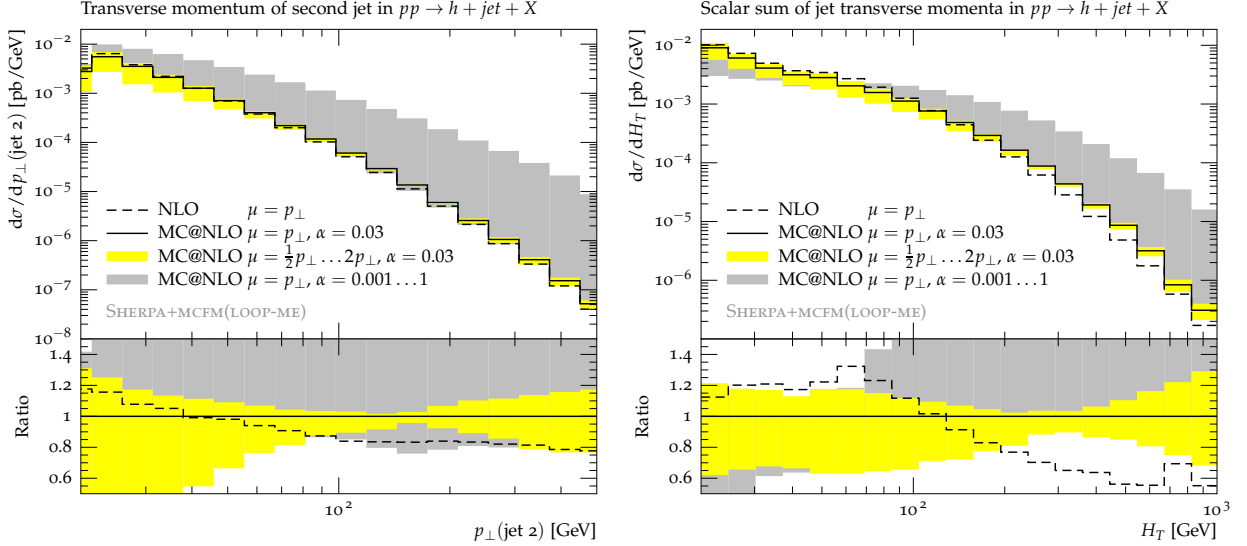 Transverse momentum of second jet in pp → h + jet + X
dσ/dp⊥(jet 2) [pb/GeV]
10⁻²
10⁻³
10⁻⁴
10⁻⁵
10⁻⁶
10⁻⁷
10⁻⁸
NLO μ = p⊥
MC@NLO μ = p⊥, α = 0.03
MC@NLO μ = ½p⊥ … 2p⊥, α = 0.03
MC@NLO μ = p⊥, α = 0.001 … 1
SHERPA+MCFM(LOOP-ME)
Ratio
1.4
1.2
1
0.8
0.6
10²
p⊥(jet 2) [GeV]
Scalar sum of jet transverse momenta in pp → h + jet + X
dσ/dH_T [pb/GeV]
10⁻²
10⁻³
10⁻⁴
10⁻⁵
10⁻⁶
NLO μ = p⊥
MC@NLO μ = p⊥, α = 0.03
MC@NLO μ = ½p⊥ … 2p⊥, α = 0.03
MC@NLO μ = p⊥, α = 0.001 … 1
SHERPA+MCFM(LOOP-ME)
Ratio
1.4
1.2
1
0.8
0.6
10² 10³
H_T [GeV]